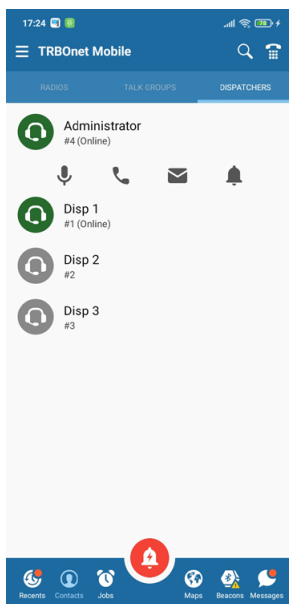 17:24
78
TRBOnet Mobile
RADIOS
TALK GROUPS
DISPATCHERS
Administrator
#4 (Online)
Disp 1
#1 (Online)
Disp 2
#2
Disp 3
#3
Recents
Contacts
Jobs
Maps
Beacons
Messages